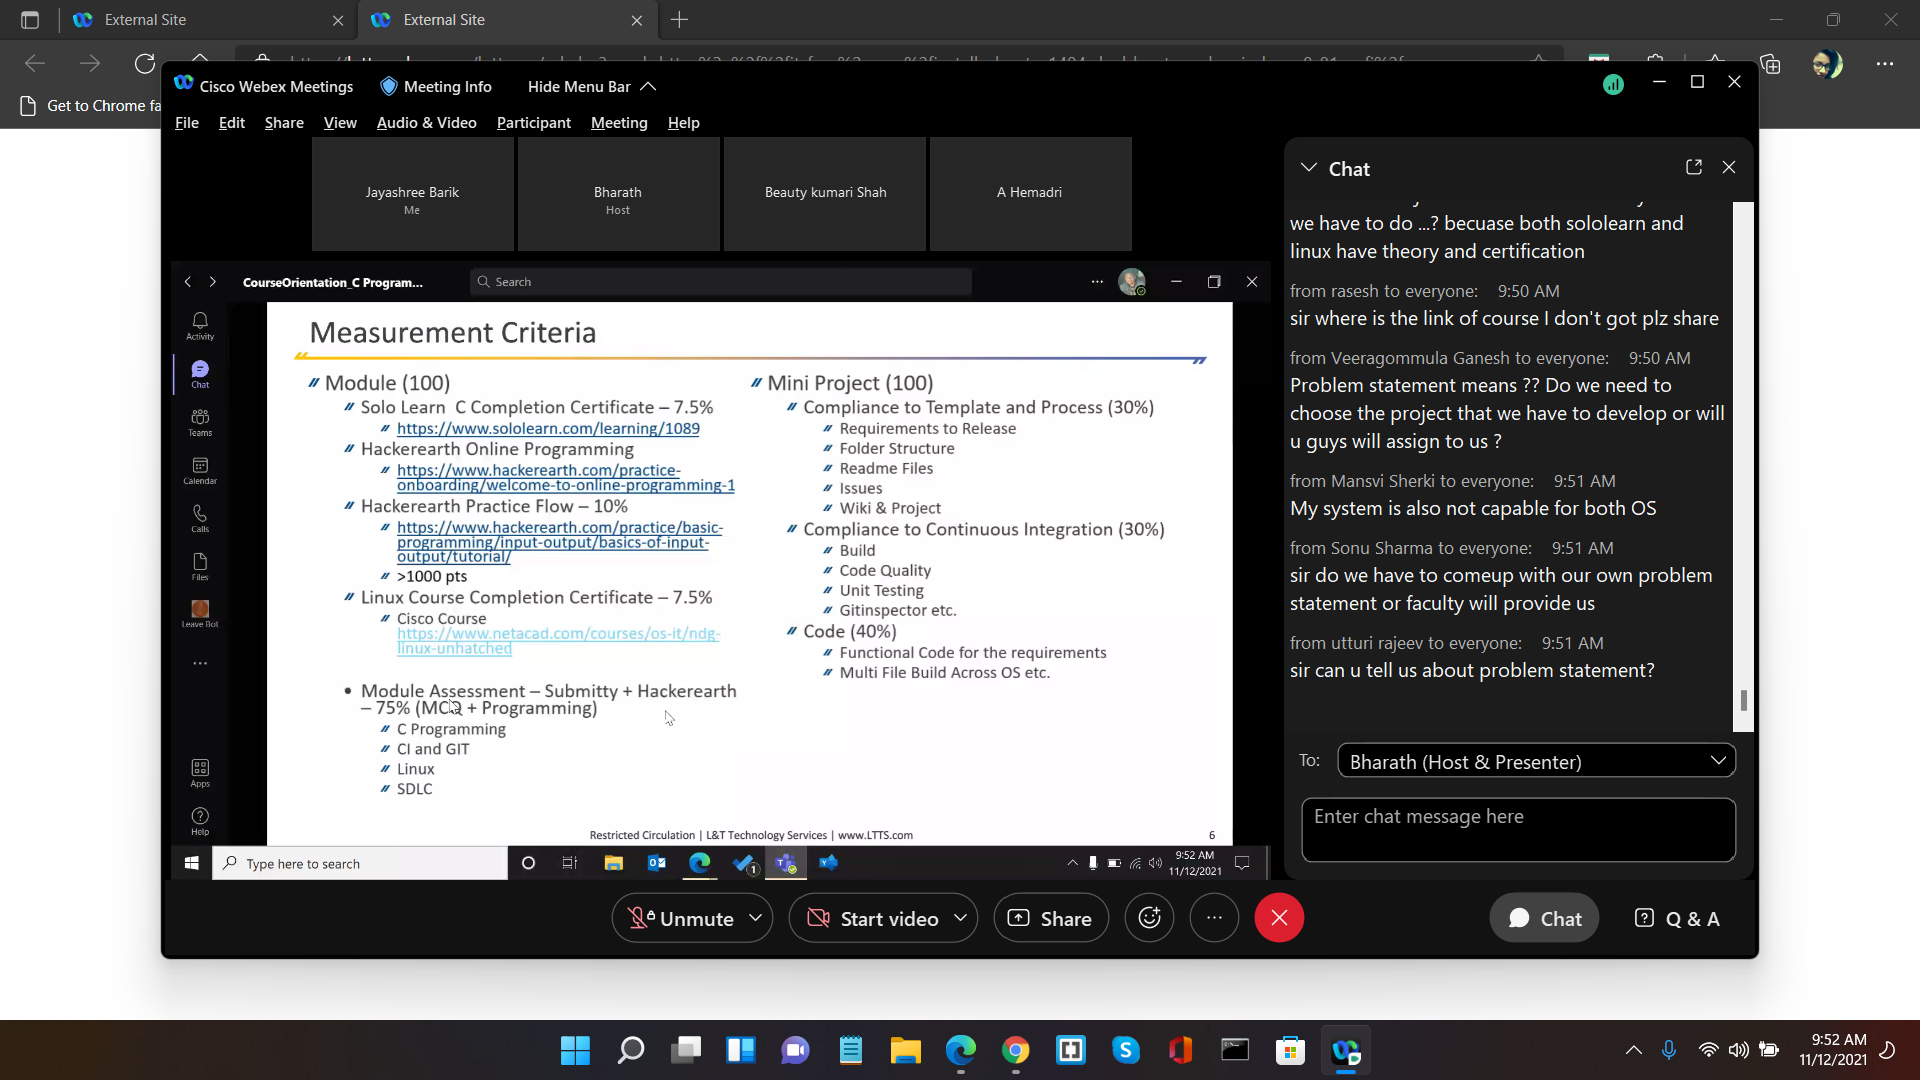 External Site
External Site
Get to Chrome fa
Cisco Webex Meetings
Meeting Info
Hide Menu Bar
File Edit Share View Audio & Video Participant Meeting Help
Jayashree Barik
Me
Bharath
Host
Beauty kumari Shah
A Hemadri
CourseOrientation_C Program...
Search
Activity
Chat
Teams
Calendar
Calls
Files
Leave Bot
Apps
Help
Measurement Criteria
Module (100)
Solo Learn C Completion Certificate – 7.5%
https://www.sololearn.com/learning/1089
Hackerearth Online Programming
https://www.hackerearth.com/practice-
onboarding/welcome-to-online-programming-1
Hackerearth Practice Flow – 10%
https://www.hackerearth.com/practice/basic-
programming/input-output/basics-of-input-
output/tutorial/
>1000 pts
Linux Course Completion Certificate – 7.5%
Cisco Course
https://www.netacad.com/courses/os-it/ndg-
linux-unhatched
Module Assessment – Submitty + Hackerearth
– 75% (MCQ + Programming)
C Programming
CI and GIT
Linux
SDLC
Mini Project (100)
Compliance to Template and Process (30%)
Requirements to Release
Folder Structure
Readme Files
Issues
Wiki & Project
Compliance to Continuous Integration (30%)
Build
Code Quality
Unit Testing
Gitinspector etc.
Code (40%)
Functional Code for the requirements
Multi File Build Across OS etc.
Restricted Circulation | L&T Technology Services | www.LTTS.com
6
Type here to search
1
9:52 AM
11/12/2021
Chat
we have to do ...? becuase both sololearn and
linux have theory and certification
from rasesh to everyone: 9:50 AM
sir where is the link of course I don't got plz share
from Veeragommula Ganesh to everyone: 9:50 AM
Problem statement means ?? Do we need to
choose the project that we have to develop or will
u guys will assign to us ?
from Mansvi Sherki to everyone: 9:51 AM
My system is also not capable for both OS
from Sonu Sharma to everyone: 9:51 AM
sir do we have to comeup with our own problem
statement or faculty will provide us
from utturi rajeev to everyone: 9:51 AM
sir can u tell us about problem statement?
To: Bharath (Host & Presenter)
Enter chat message here
Unmute
Start video
Share
Chat
Q & A
9:52 AM
11/12/2021